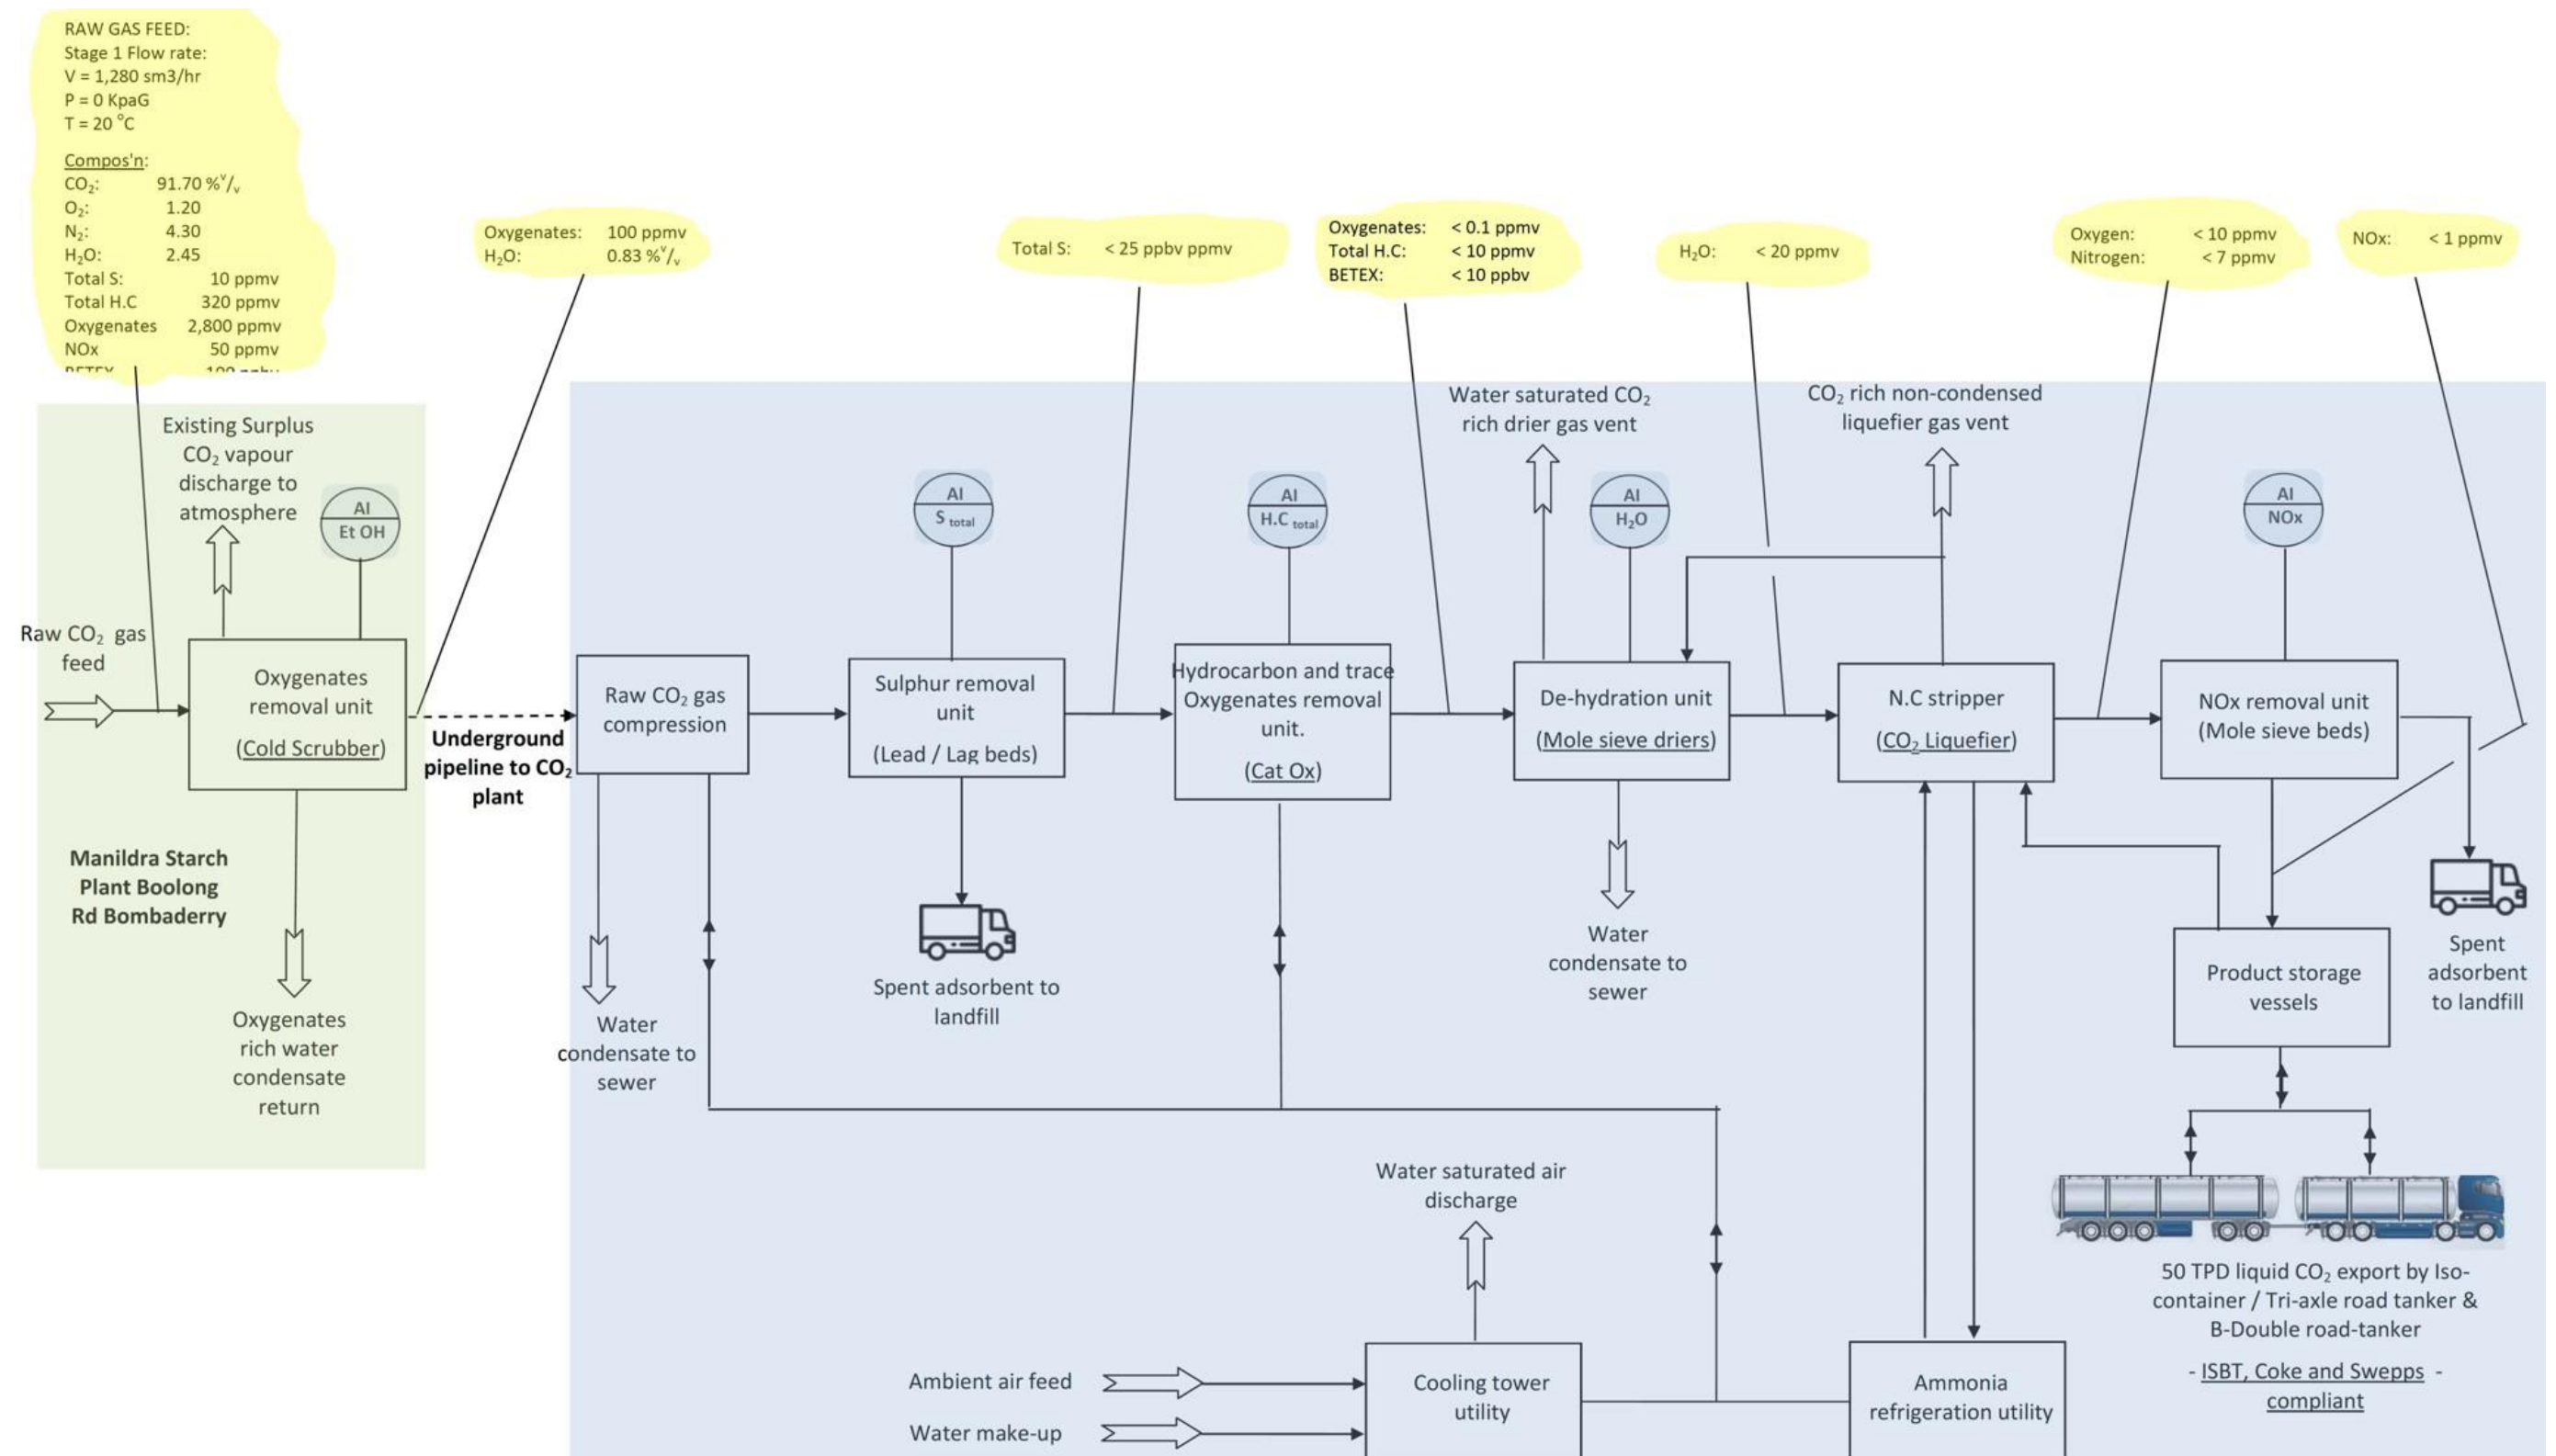 RAW GAS FEED:
Stage 1 Flow rate:
V = 1,280 sm3/hr
P = 0 KpaG
T = 20 °C
Compos'n:
CO₂: 91.70 %ᵛ/ᵥ
O₂: 1.20
N₂: 4.30
H₂O: 2.45
Total S: 10 ppmv
Total H.C 320 ppmv
Oxygenates 2,800 ppmv
NOx 50 ppmv
Oxygenates: 100 ppmv
H₂O: 0.83 %ᵛ/ᵥ
Total S: < 25 ppbv ppmv
Oxygenates: < 0.1 ppmv
Total H.C: < 10 ppmv
BETEX: < 10 ppbv
H₂O: < 20 ppmv
Oxygen: < 10 ppmv
Nitrogen: < 7 ppmv
NOx: < 1 ppmv
Existing Surplus
CO₂ vapour
discharge to
atmosphere
AI
Et OH
Raw CO₂ gas
feed
Oxygenates
removal unit
(Cold Scrubber)
Manildra Starch
Plant Boolong
Rd Bombaderry
Oxygenates
rich water
condensate
return
Underground
pipeline to CO₂
plant
Raw CO₂ gas
compression
Water
condensate to
sewer
AI
S total
Sulphur removal
unit
(Lead / Lag beds)
Spent adsorbent to
landfill
AI
H.C total
Hydrocarbon and trace
Oxygenates removal
unit.
(Cat Ox)
Water saturated CO₂
rich drier gas vent
AI
H₂O
De-hydration unit
(Mole sieve driers)
Water
condensate to
sewer
CO₂ rich non-condensed
liquefier gas vent
N.C stripper
(CO₂ Liquefier)
AI
NOx
NOx removal unit
(Mole sieve beds)
Spent
adsorbent
to landfill
Product storage
vessels
50 TPD liquid CO₂ export by Iso-
container / Tri-axle road tanker &
B-Double road-tanker
- ISBT, Coke and Swepps -
compliant
Water saturated air
discharge
Ambient air feed
Water make-up
Cooling tower
utility
Ammonia
refrigeration utility